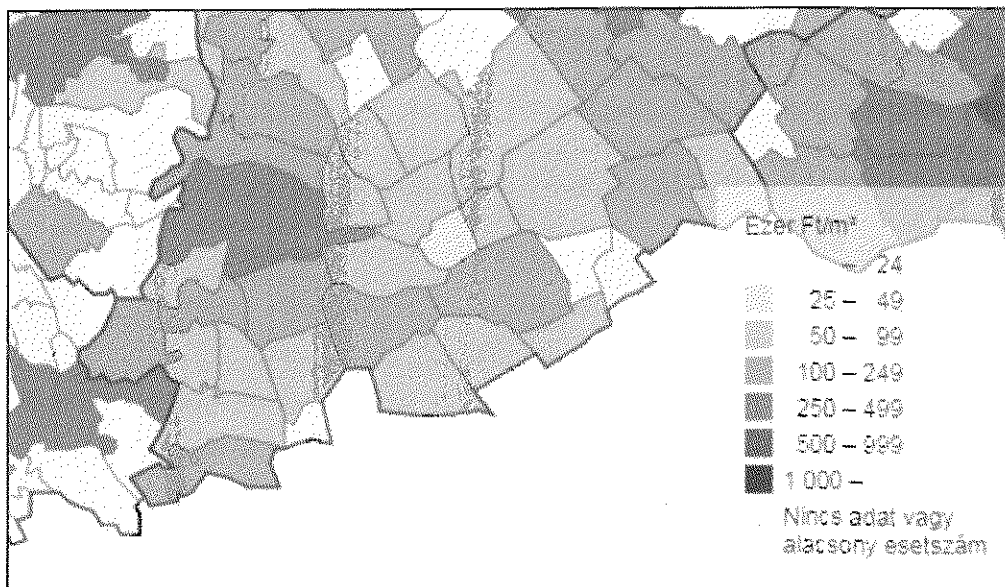 Ezer Ft/m²
– 24
25 – 49
50 – 99
100 – 249
250 – 499
500 – 999
1 000 –
Nincs adat vagy
alacsony esetszám